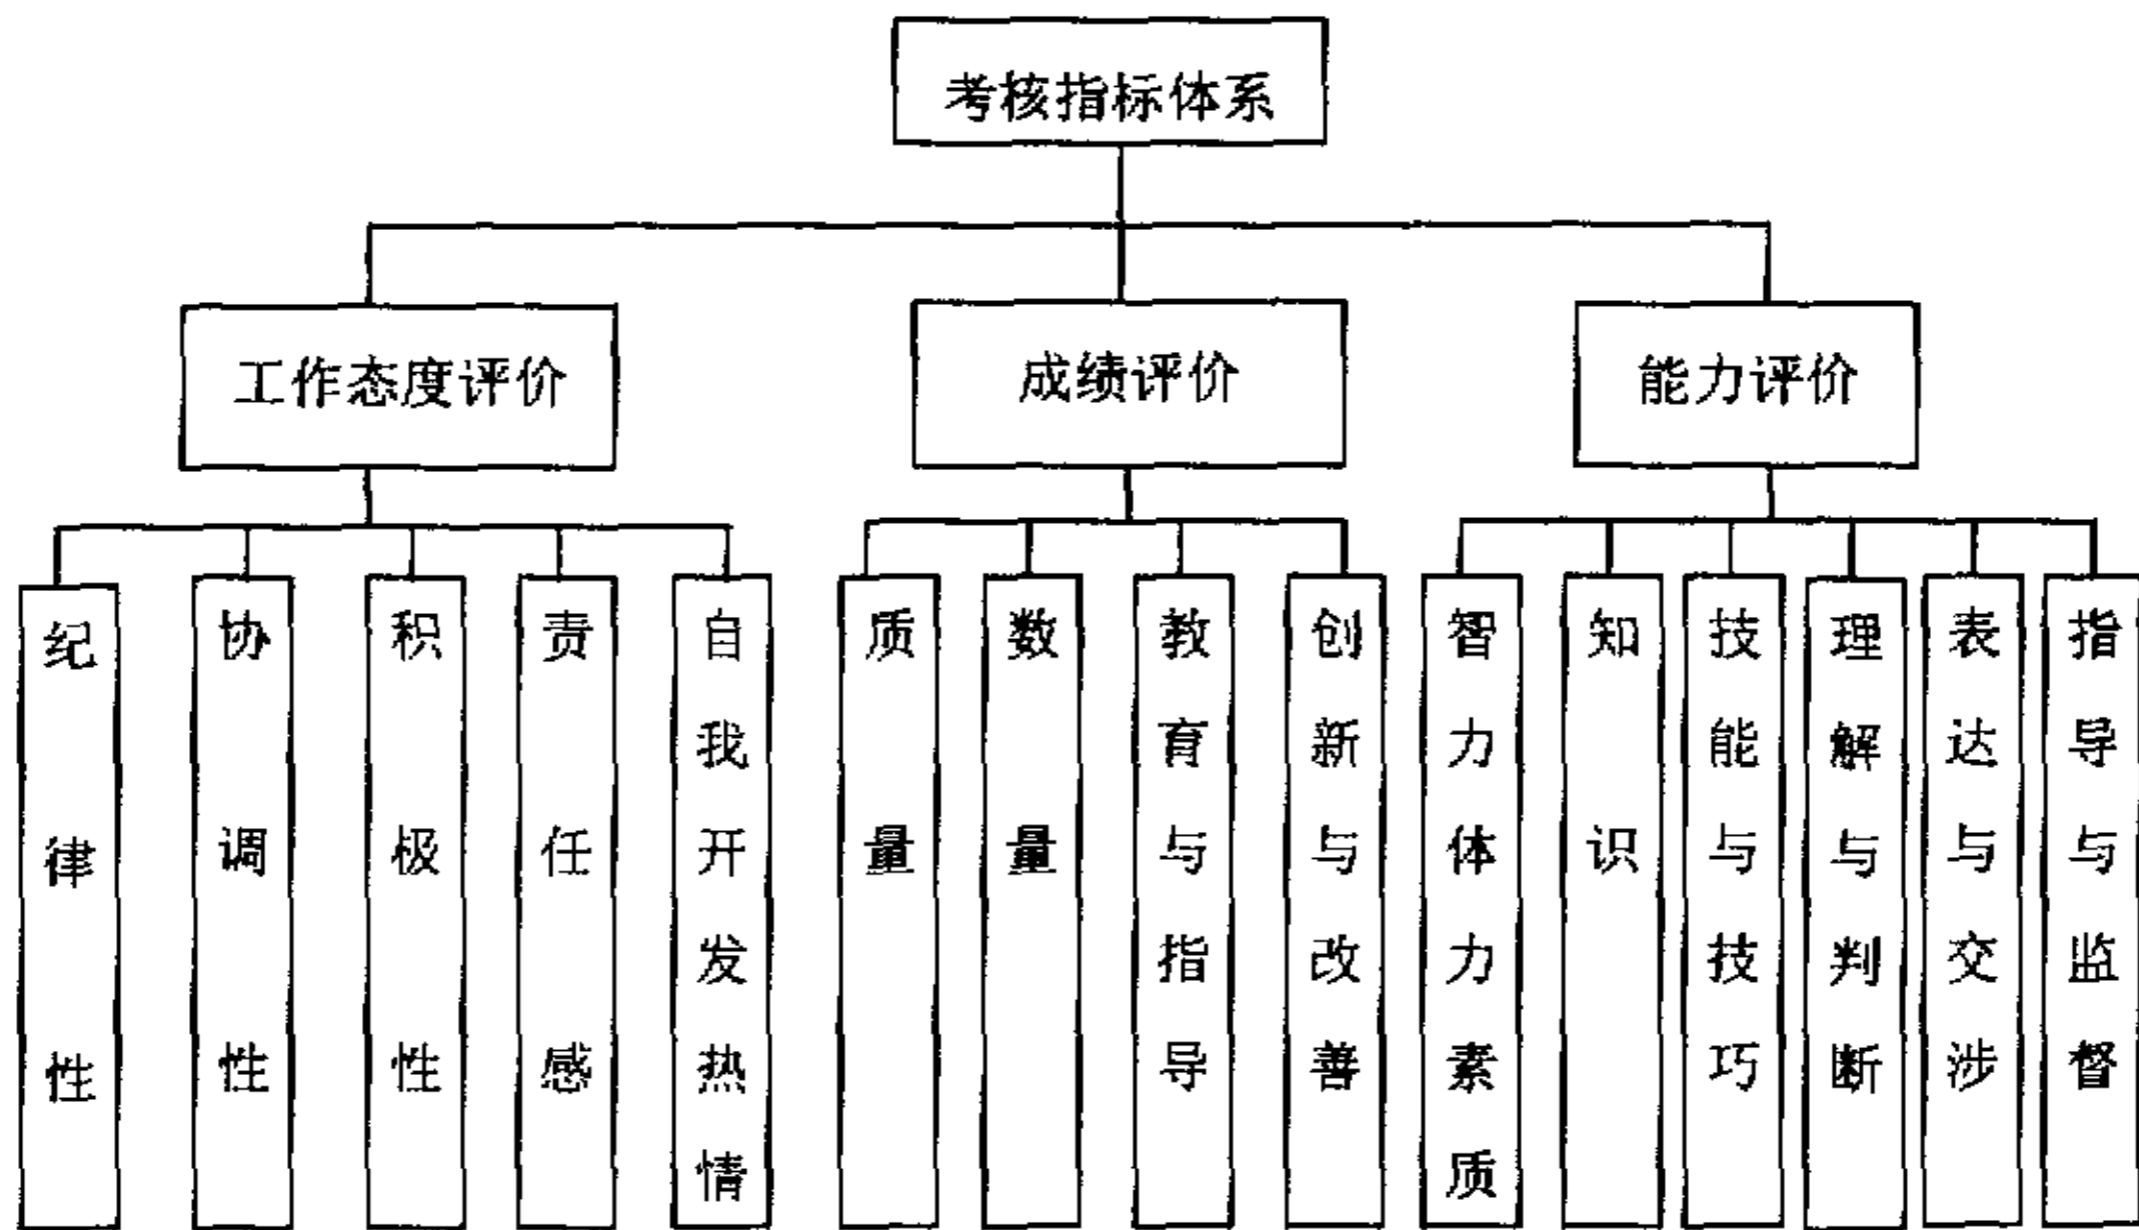 考核指标体系
工作态度评价
成绩评价
能力评价
纪律性
协调性
积极性
责任感
自我开发热情
质量
数量
教育与指导
创新与改善
智力体力素质
知识
技能与技巧
理解与判断
表达与交涉
指导与监督